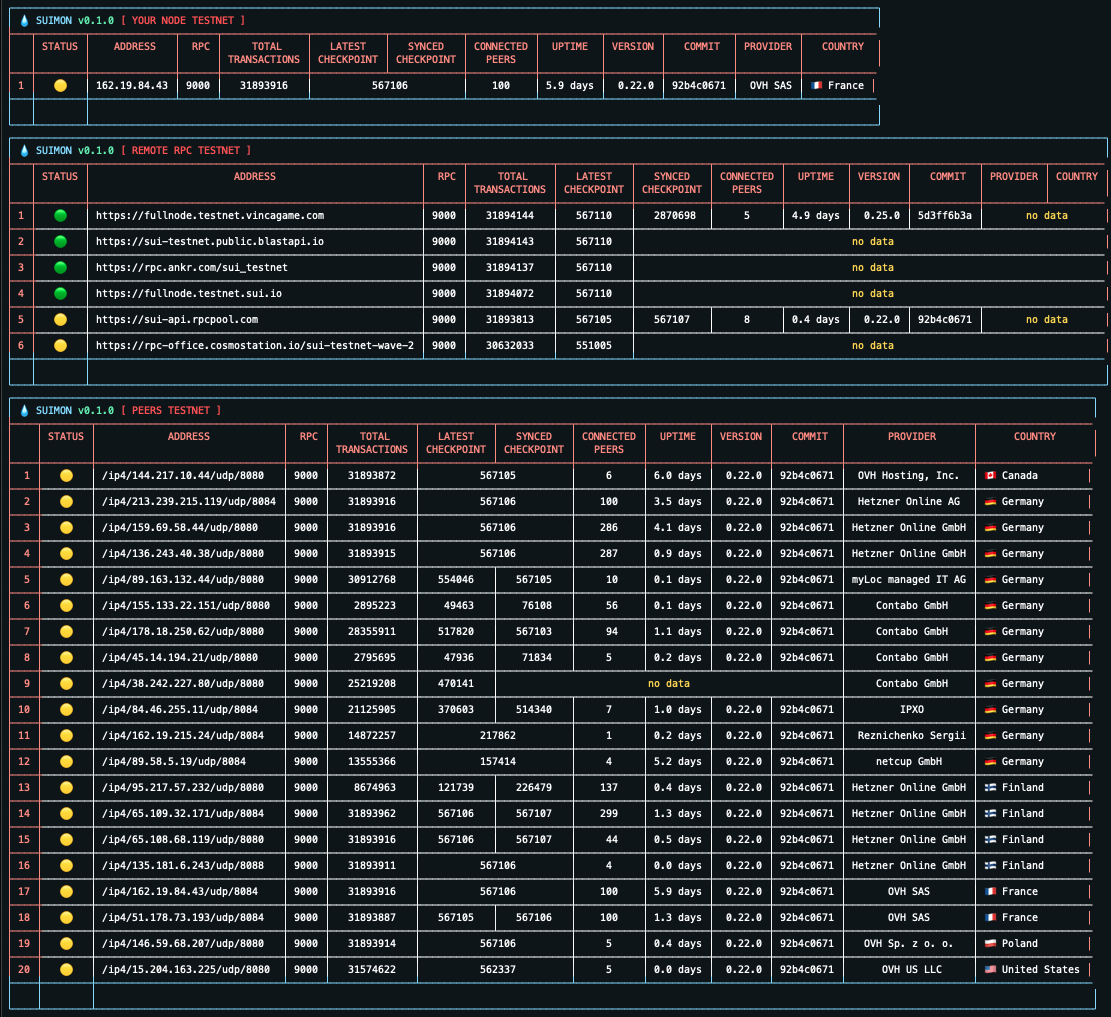 SUIMON v0.1.0 [ YOUR NODE TESTNET ]
STATUS ADDRESS RPC TOTAL TRANSACTIONS LATEST CHECKPOINT SYNCED CHECKPOINT CONNECTED PEERS UPTIME VERSION COMMIT PROVIDER COUNTRY
1 162.19.84.43 9000 31893916 567106 100 5.9 days 0.22.0 92b4c0671 OVH SAS France
SUIMON v0.1.0 [ REMOTE RPC TESTNET ]
STATUS ADDRESS RPC TOTAL TRANSACTIONS LATEST CHECKPOINT SYNCED CHECKPOINT CONNECTED PEERS UPTIME VERSION COMMIT PROVIDER COUNTRY
1 https://fullnode.testnet.vincagame.com 9000 31894144 567110 2870698 5 4.9 days 0.25.0 5d3ff6b3a no data
2 https://sui-testnet.public.blastapi.io 9000 31894143 567110 no data
3 https://rpc.ankr.com/sui_testnet 9000 31894137 567110 no data
4 https://fullnode.testnet.sui.io 9000 31894072 567110 no data
5 https://sui-api.rpcpool.com 9000 31893813 567105 567107 8 0.4 days 0.22.0 92b4c0671 no data
6 https://rpc-office.cosmostation.io/sui-testnet-wave-2 9000 30632033 551005 no data
SUIMON v0.1.0 [ PEERS TESTNET ]
STATUS ADDRESS RPC TOTAL TRANSACTIONS LATEST CHECKPOINT SYNCED CHECKPOINT CONNECTED PEERS UPTIME VERSION COMMIT PROVIDER COUNTRY
1 /ip4/144.217.10.44/udp/8080 9000 31893872 567105 6 6.0 days 0.22.0 92b4c0671 OVH Hosting, Inc. Canada
2 /ip4/213.239.215.119/udp/8084 9000 31893916 567106 100 3.5 days 0.22.0 92b4c0671 Hetzner Online AG Germany
3 /ip4/159.69.58.44/udp/8080 9000 31893916 567106 286 4.1 days 0.22.0 92b4c0671 Hetzner Online GmbH Germany
4 /ip4/136.243.40.38/udp/8080 9000 31893915 567106 287 0.9 days 0.22.0 92b4c0671 Hetzner Online GmbH Germany
5 /ip4/89.163.132.44/udp/8080 9000 30912768 554046 567105 10 0.1 days 0.22.0 92b4c0671 myLoc managed IT AG Germany
6 /ip4/155.133.22.151/udp/8080 9000 2895223 49463 76108 56 0.1 days 0.22.0 92b4c0671 Contabo GmbH Germany
7 /ip4/178.18.250.62/udp/8080 9000 28355911 517820 567103 94 1.1 days 0.22.0 92b4c0671 Contabo GmbH Germany
8 /ip4/45.14.194.21/udp/8080 9000 2795695 47936 71834 5 0.2 days 0.22.0 92b4c0671 Contabo GmbH Germany
9 /ip4/38.242.227.80/udp/8080 9000 25219208 470141 no data Contabo GmbH Germany
10 /ip4/84.46.255.11/udp/8084 9000 21125905 370603 514340 7 1.0 days 0.22.0 92b4c0671 IPXO Germany
11 /ip4/162.19.215.24/udp/8084 9000 14872257 217862 1 0.2 days 0.22.0 92b4c0671 Reznichenko Sergii Germany
12 /ip4/89.58.5.19/udp/8084 9000 13555366 157414 4 5.2 days 0.22.0 92b4c0671 netcup GmbH Germany
13 /ip4/95.217.57.232/udp/8080 9000 8674963 121739 226479 137 0.4 days 0.22.0 92b4c0671 Hetzner Online GmbH Finland
14 /ip4/65.109.32.171/udp/8084 9000 31893962 567106 567107 299 1.3 days 0.22.0 92b4c0671 Hetzner Online GmbH Finland
15 /ip4/65.108.68.119/udp/8080 9000 31893916 567106 567107 44 0.5 days 0.22.0 92b4c0671 Hetzner Online GmbH Finland
16 /ip4/135.181.6.243/udp/8088 9000 31893911 567106 4 0.0 days 0.22.0 92b4c0671 Hetzner Online GmbH Finland
17 /ip4/162.19.84.43/udp/8084 9000 31893916 567106 100 5.9 days 0.22.0 92b4c0671 OVH SAS France
18 /ip4/51.178.73.193/udp/8084 9000 31893887 567105 567106 100 1.3 days 0.22.0 92b4c0671 OVH SAS France
19 /ip4/146.59.68.207/udp/8080 9000 31893914 567106 5 0.4 days 0.22.0 92b4c0671 OVH Sp. z o. o. Poland
20 /ip4/15.204.163.225/udp/8080 9000 31574622 562337 5 0.0 days 0.22.0 92b4c0671 OVH US LLC United States